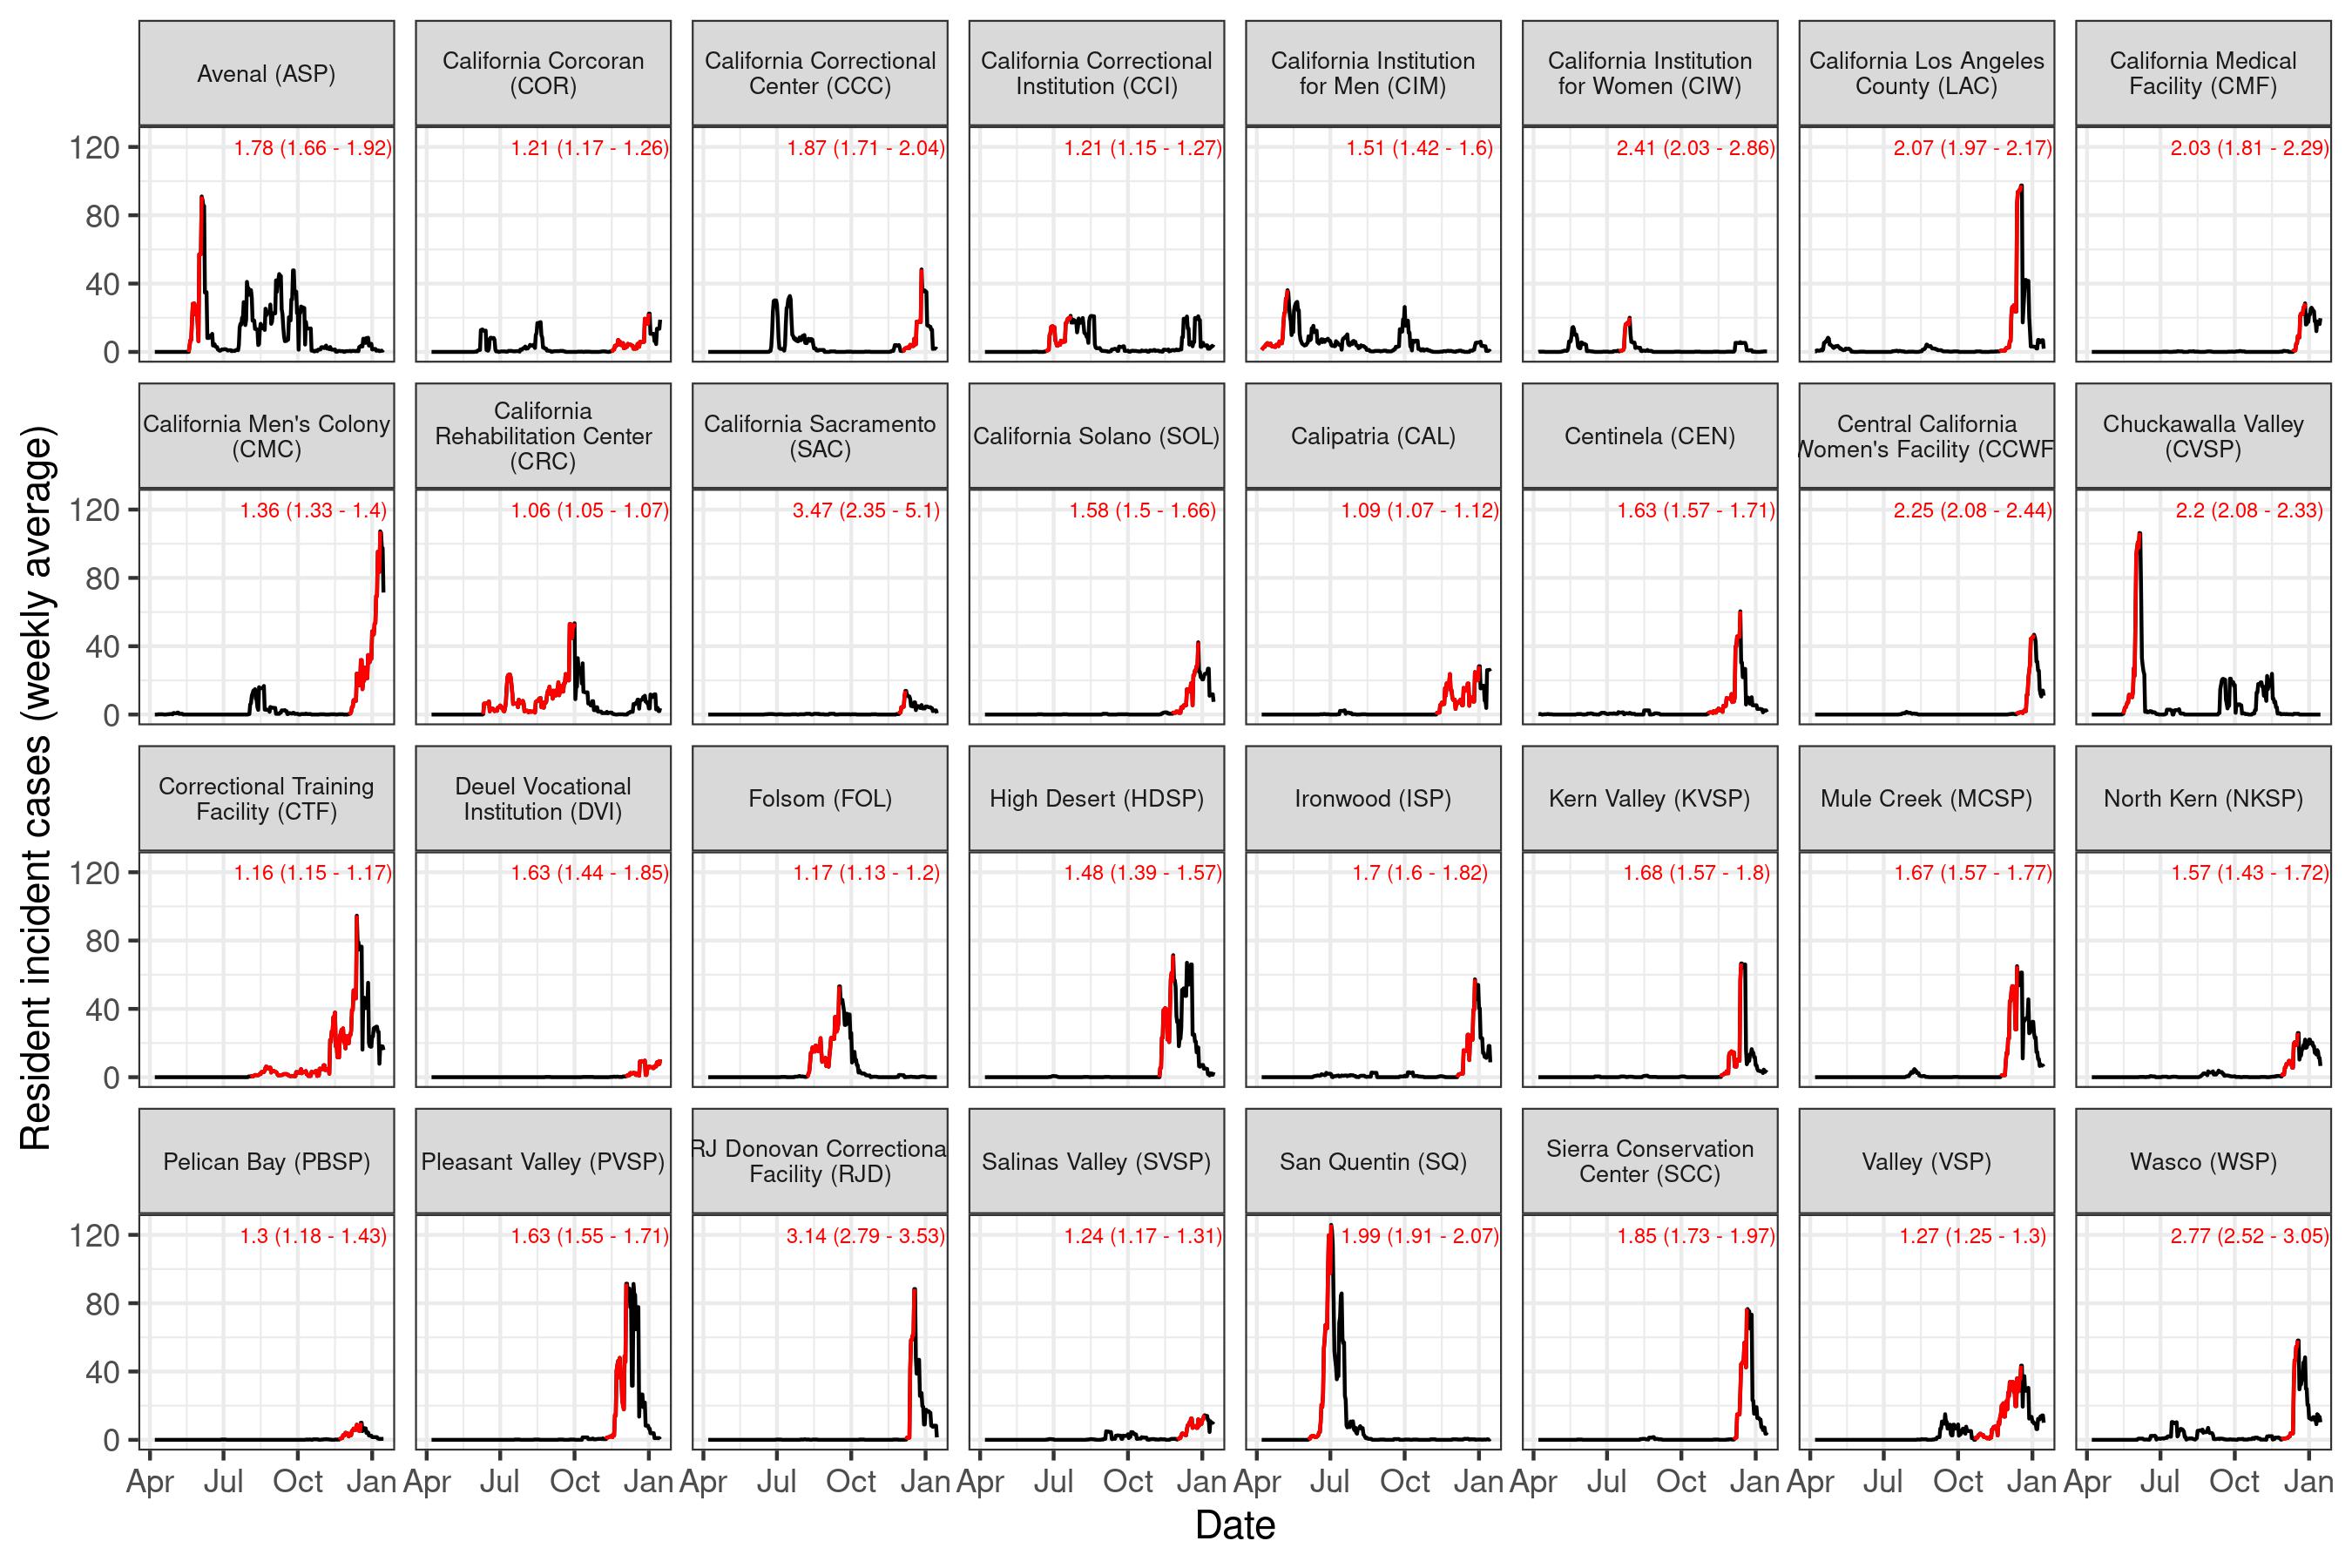 Avenal (ASP)
California Corcoran
(COR)
California Correctional
Center (CCC)
California Correctional
Institution (CCI)
California Institution
for Men (CIM)
California Institution
for Women (CIW)
California Los Angeles
County (LAC)
California Medical
Facility (CMF)
120
80
40
0
1.78 (1.66 - 1.92)
1.21 (1.17 - 1.26)
1.87 (1.71 - 2.04)
1.21 (1.15 - 1.27)
1.51 (1.42 - 1.6)
2.41 (2.03 - 2.86)
2.07 (1.97 - 2.17)
2.03 (1.81 - 2.29)
California Men's Colony
(CMC)
California
Rehabilitation Center
(CRC)
California Sacramento
(SAC)
California Solano (SOL)
Calipatria (CAL)
Centinela (CEN)
Central California
Women's Facility (CCWF
Chuckawalla Valley
(CVSP)
120
80
40
0
1.36 (1.33 - 1.4)
1.06 (1.05 - 1.07)
3.47 (2.35 - 5.1)
1.58 (1.5 - 1.66)
1.09 (1.07 - 1.12)
1.63 (1.57 - 1.71)
2.25 (2.08 - 2.44)
2.2 (2.08 - 2.33)
Resident incident cases (weekly average)
Correctional Training
Facility (CTF)
Deuel Vocational
Institution (DVI)
Folsom (FOL)
High Desert (HDSP)
Ironwood (ISP)
Kern Valley (KVSP)
Mule Creek (MCSP)
North Kern (NKSP)
120
80
40
0
1.16 (1.15 - 1.17)
1.63 (1.44 - 1.85)
1.17 (1.13 - 1.2)
1.48 (1.39 - 1.57)
1.7 (1.6 - 1.82)
1.68 (1.57 - 1.8)
1.67 (1.57 - 1.77)
1.57 (1.43 - 1.72)
Pelican Bay (PBSP)
Pleasant Valley (PVSP)
RJ Donovan Correctiona
Facility (RJD)
Salinas Valley (SVSP)
San Quentin (SQ)
Sierra Conservation
Center (SCC)
Valley (VSP)
Wasco (WSP)
120
80
40
0
1.3 (1.18 - 1.43)
1.63 (1.55 - 1.71)
3.14 (2.79 - 3.53)
1.24 (1.17 - 1.31)
1.99 (1.91 - 2.07)
1.85 (1.73 - 1.97)
1.27 (1.25 - 1.3)
2.77 (2.52 - 3.05)
Apr Jul Oct Jan
Apr Jul Oct Jan
Apr Jul Oct Jan
Apr Jul Oct Jan
Apr Jul Oct Jan
Apr Jul Oct Jan
Apr Jul Oct Jan
Apr Jul Oct Jan
Date